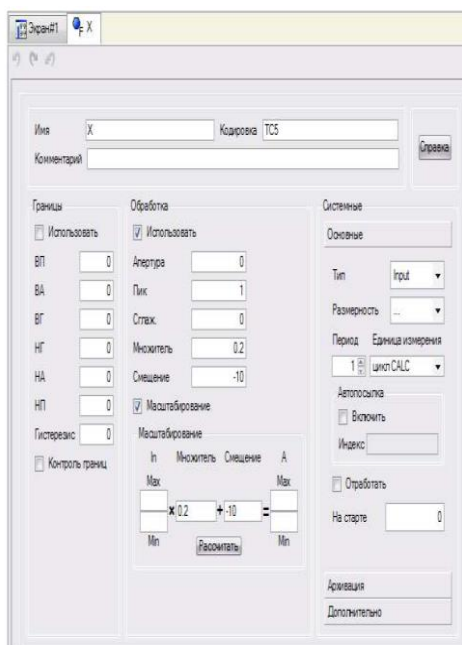 Экран#1 X
Имя X Кодировка TC5
Комментарий
Справка
Границы
Использовать
ВП 0
ВА 0
ВГ 0
НГ 0
НА 0
НП 0
Гистерезис 0
Контроль границ
Обработка
Использовать
Апертура 0
Пик 1
Сглаж. 0
Множитель 0.2
Смещение -10
Масштабирование
Масштабирование
In Множитель Смещение A
Max Max
× 0.2 + -10 =
Min Min
Рассчитать
Системные
Основные
Тип Input
Размерность ...
Период Единица измерения
1 цикл CALC
Автопосылка
Включить
Индекс
Отработать
На старте 0
Архивация
Дополнительно